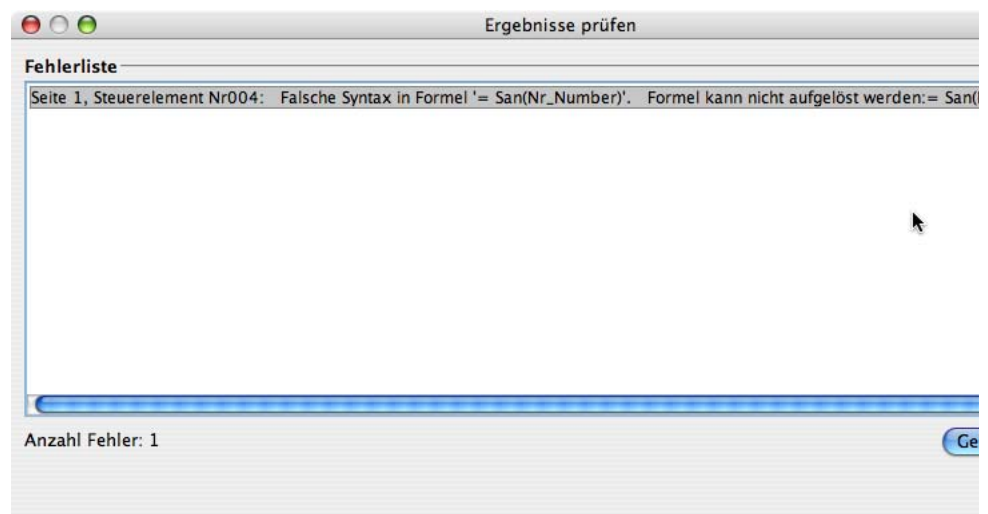 Ergebnisse prüfen
Fehlerliste
Seite 1, Steuerelement Nr004: Falsche Syntax in Formel '= San(Nr_Number)'. Formel kann nicht aufgelöst werden:= San(
Anzahl Fehler: 1
Ge